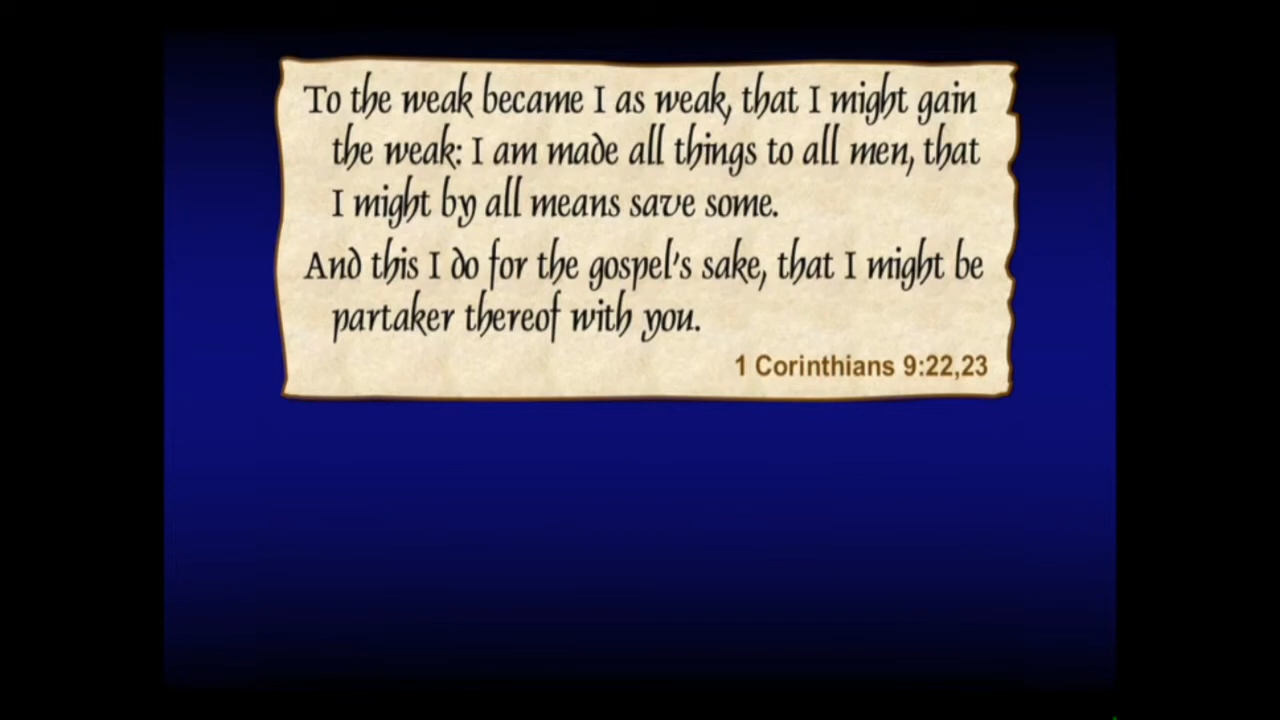 To the weak became I as weak, that I might gain
the weak: I am made all things to all men, that
I might by all means save some.
And this I do for the gospel's sake, that I might be
partaker thereof with you.
1 Corinthians 9:22,23